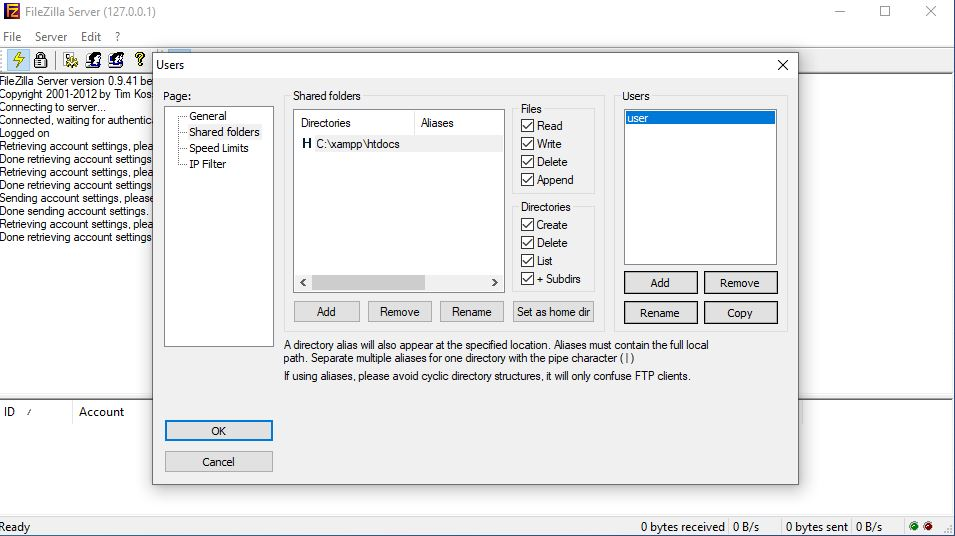 FileZilla Server (127.0.0.1)
File Server Edit ?
FileZilla Server version 0.9.41 be
Copyright 2001-2012 by Tim Kos
Connecting to server...
Connected, waiting for authentic
Logged on
Retrieving account settings, plea
Done retrieving account settings
Retrieving account settings, plea
Done retrieving account settings
Sending account settings, please
Done sending account settings.
Retrieving account settings, plea
Done retrieving account settings
Users
Page:
General
Shared folders
Speed Limits
IP Filter
Shared folders
Directories Aliases
H C:\xampp\htdocs
Files
Read
Write
Delete
Append
Directories
Create
Delete
List
+ Subdirs
Add Remove Rename Set as home dir
Users
user
Add Remove
Rename Copy
A directory alias will also appear at the specified location. Aliases must contain the full local
path. Separate multiple aliases for one directory with the pipe character ( | )
If using aliases, please avoid cyclic directory structures, it will only confuse FTP clients.
OK
Cancel
ID / Account
Ready 0 bytes received 0 B/s 0 bytes sent 0 B/s